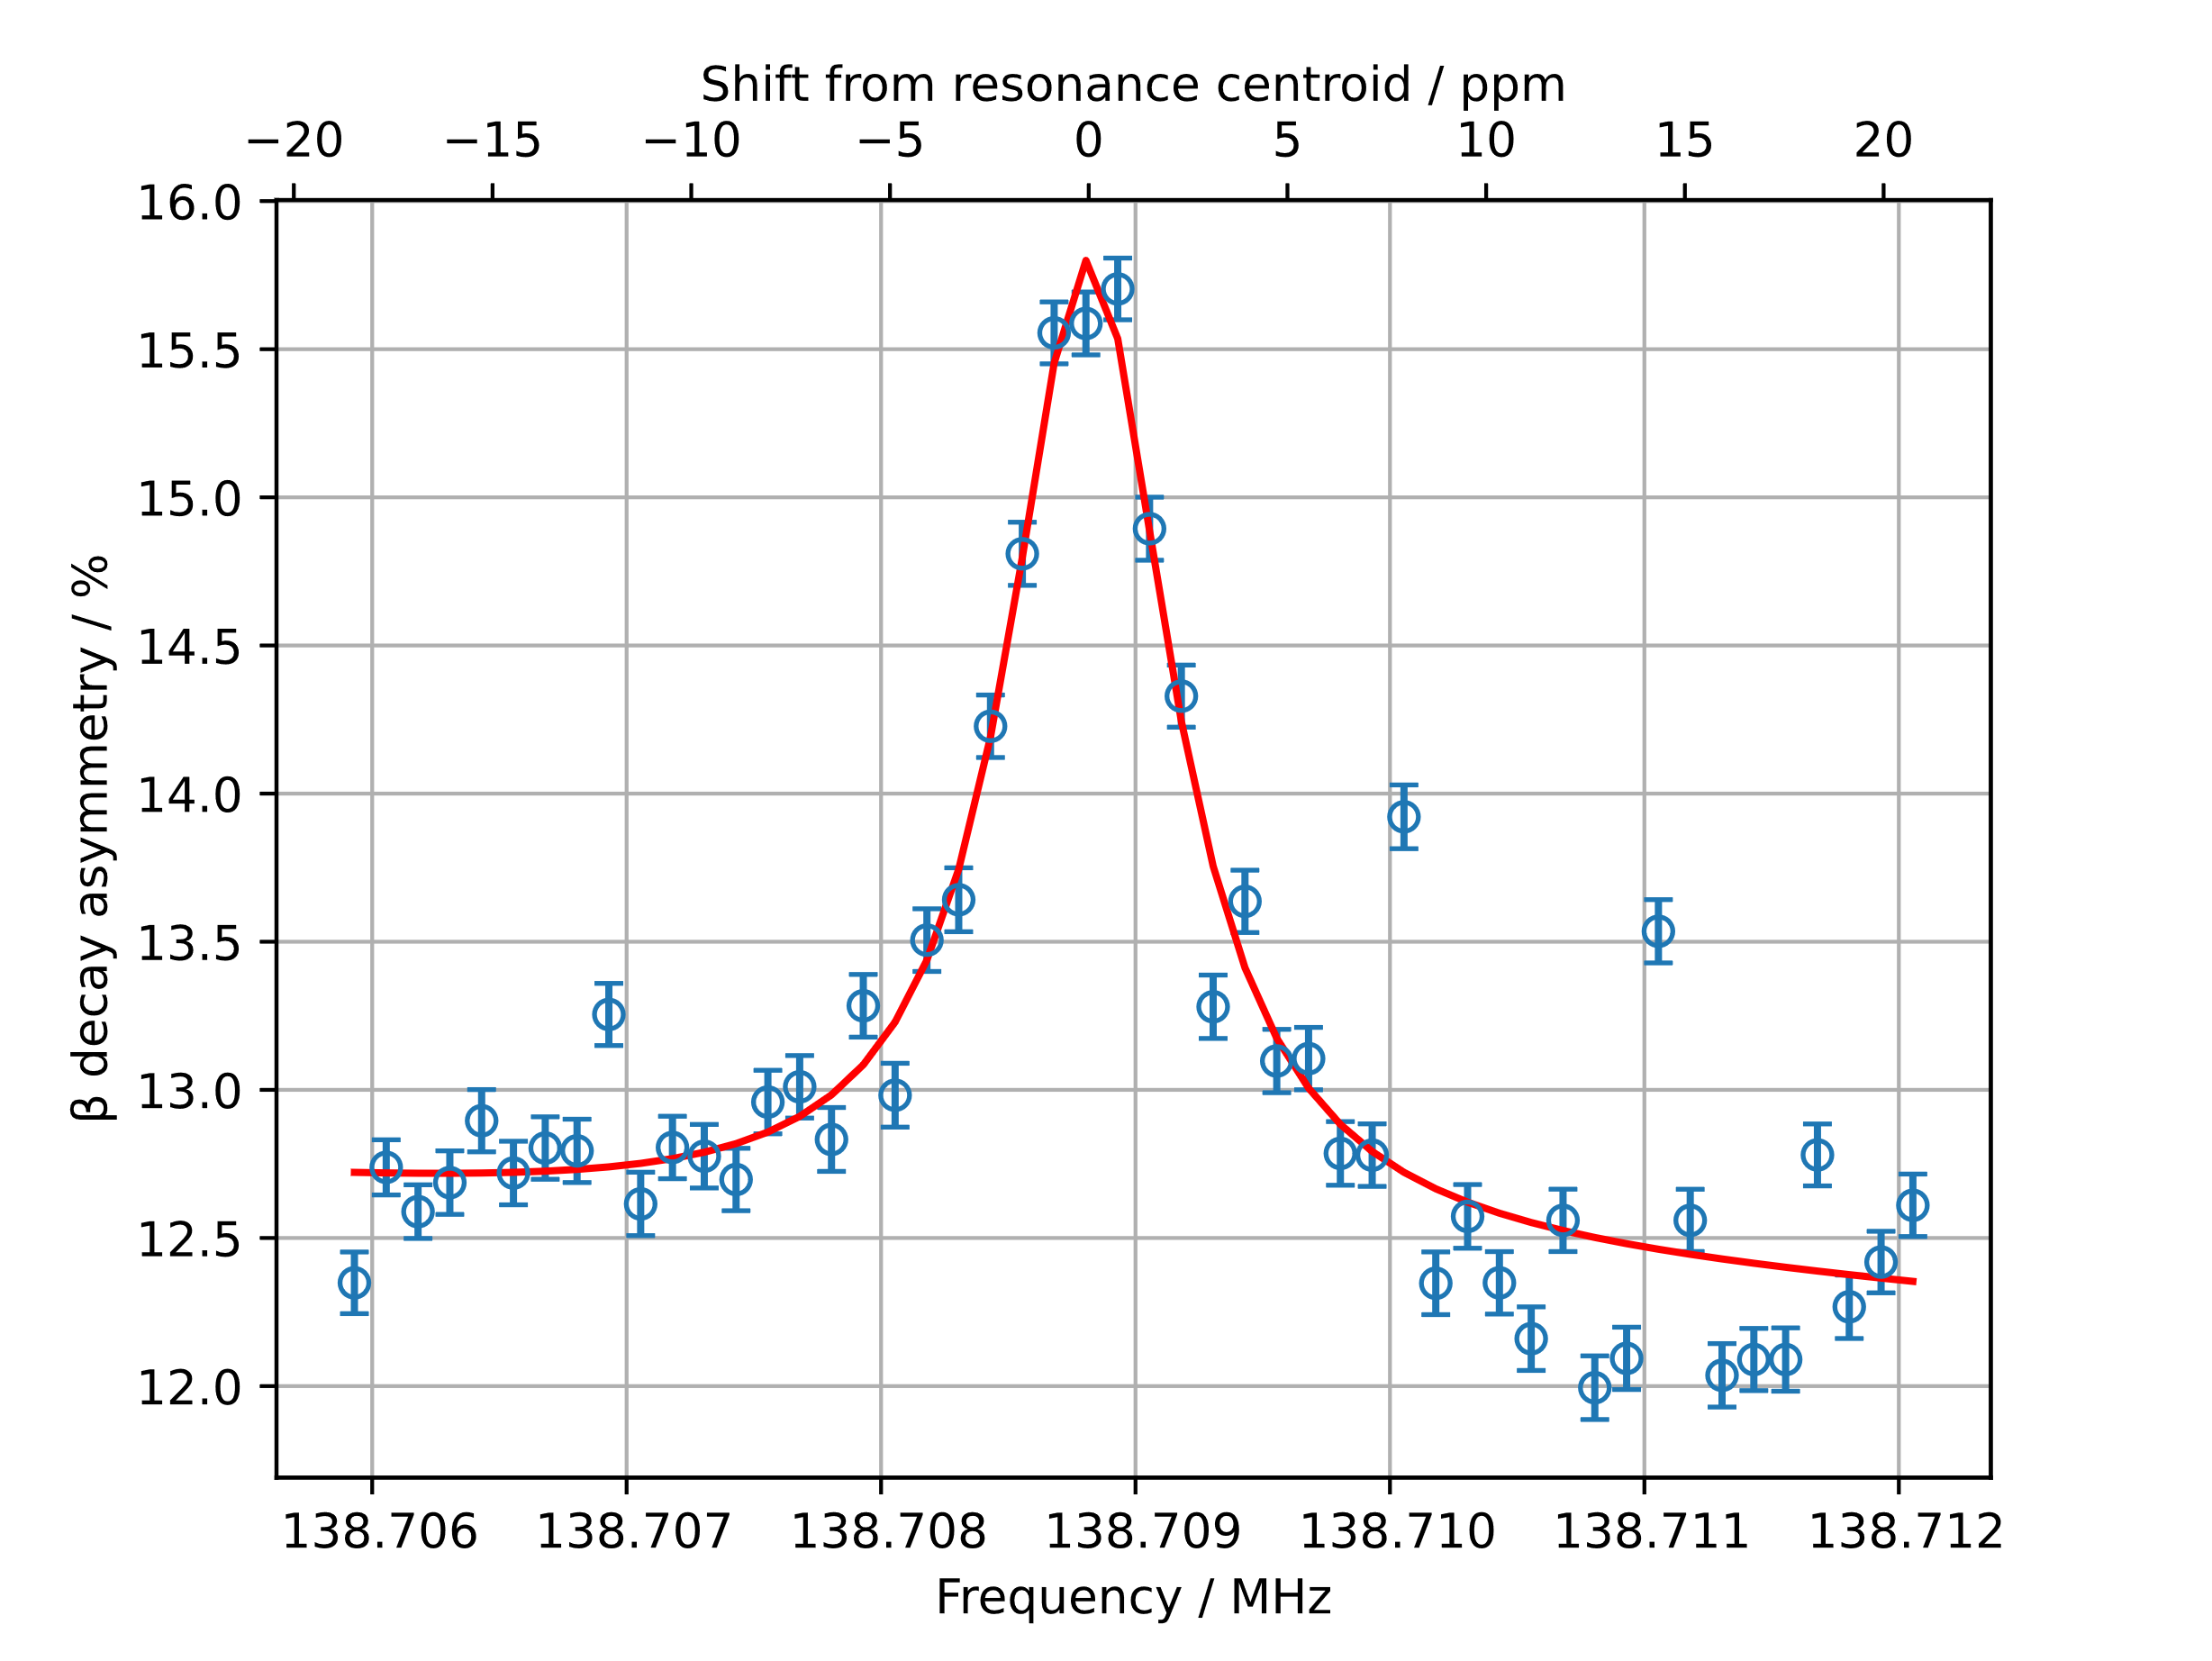 Shift from resonance centroid / ppm
−20 −15 −10 −5 0 5 10 15 20
16.0
15.5
15.0
14.5
14.0
13.5
13.0
12.5
12.0
β decay asymmetry / %
138.706 138.707 138.708 138.709 138.710 138.711 138.712
Frequency / MHz